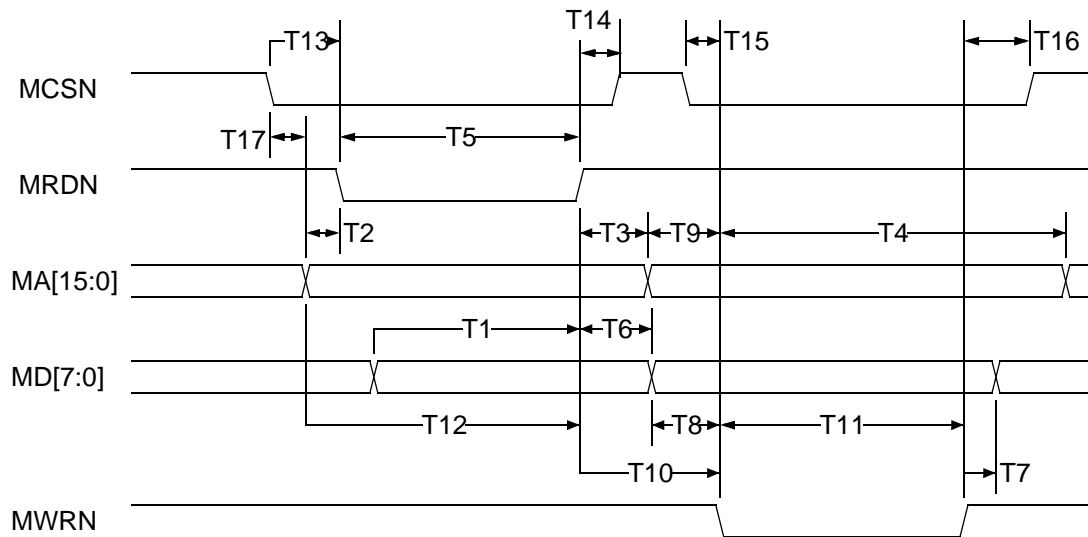 T13 T14 T15 T16
MCSN
T17 T5
MRDN
T2 T3 T9 T4
MA[15:0]
T1 T6
MD[7:0]
T12 T8 T11
T10 T7
MWRN